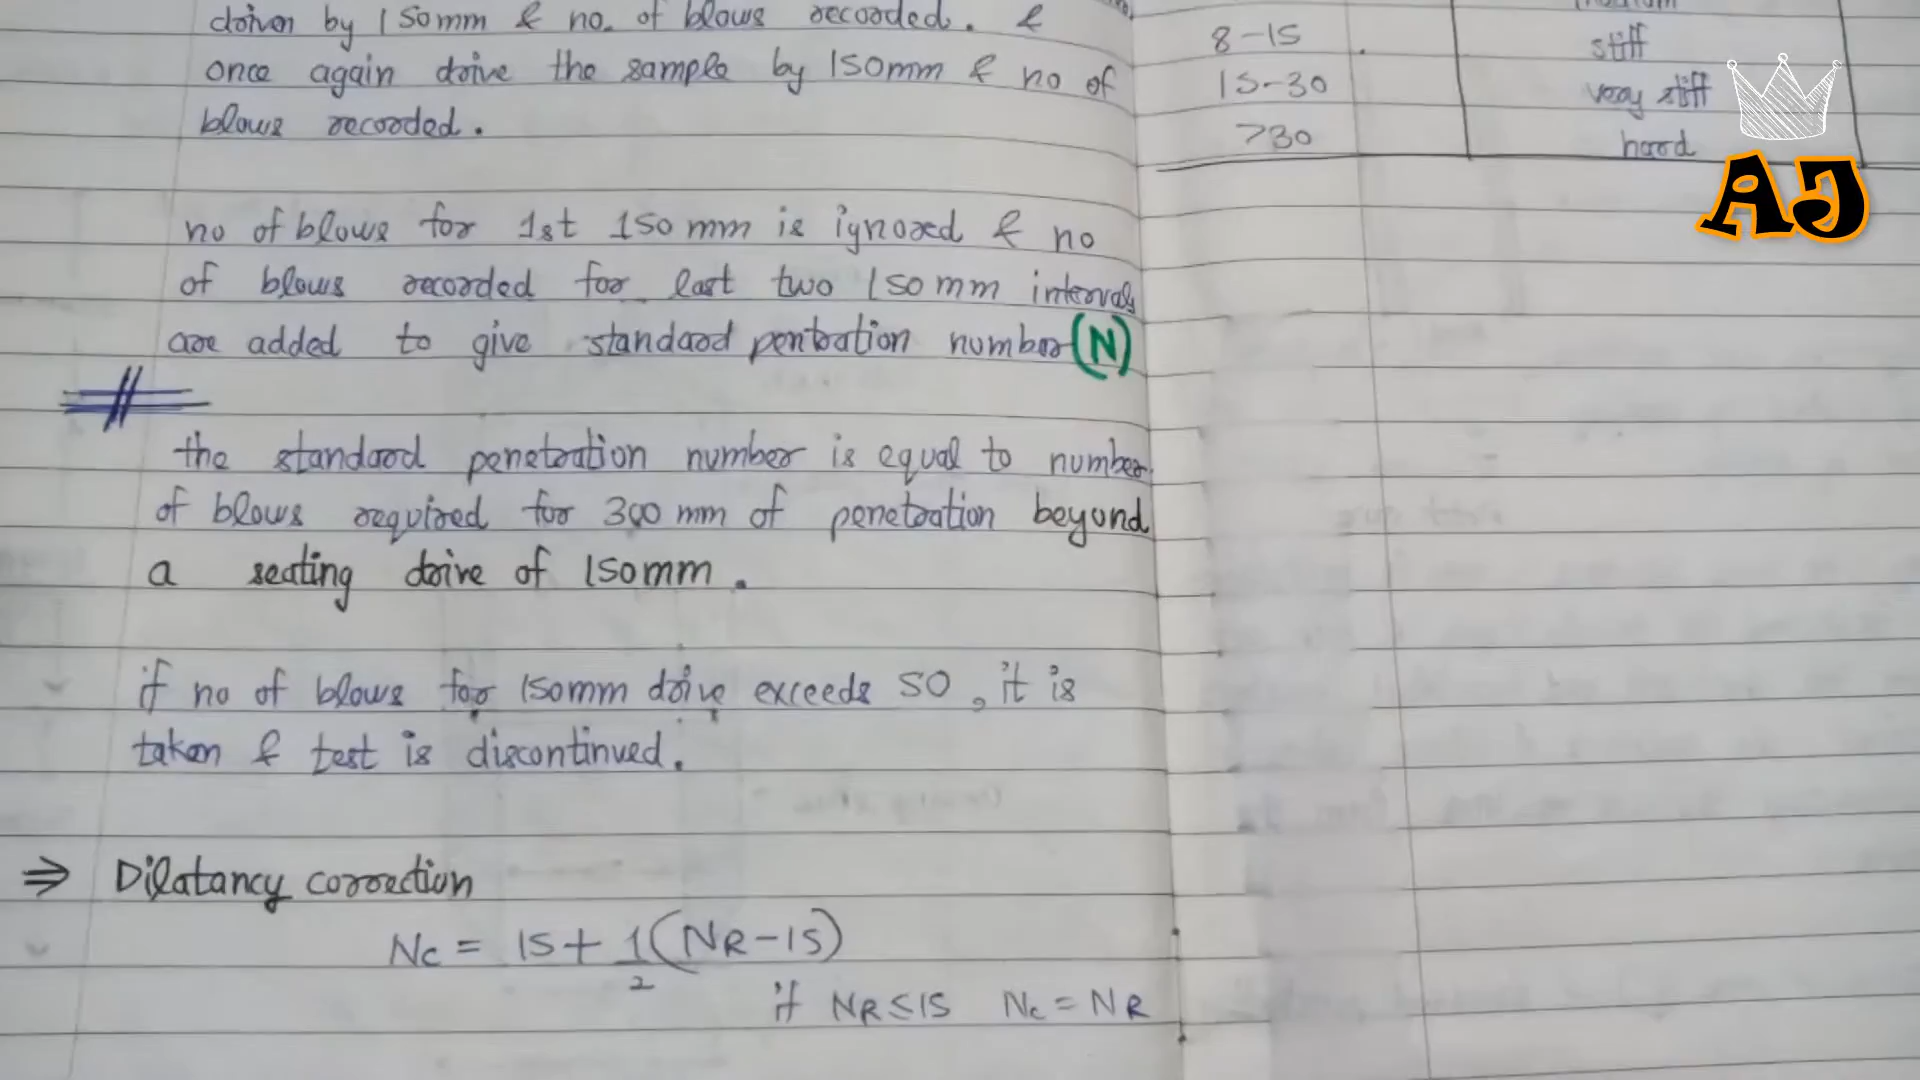 driven by 150mm & no. of blows recorded. &
once again drive the sample by 150mm & no of
blows recorded.
no of blows for 1st 150 mm is ignored & no
of blows recorded for last two 150 mm intervals
are added to give standard pentration number (N)
the standard penetration number is equal to number
of blows required for 300 mm of penetration beyond
a seating drive of 150mm.
if no of blows for 150mm drive exceeds 50, it is
taken & test is discontinued.
⇒ Dilatancy correction
Nc = 15 + 1/2 (NR - 15)
if NR ≤ 15 Nc = NR
8-15 stiff
15-30 very stiff
>30 hard
AJ